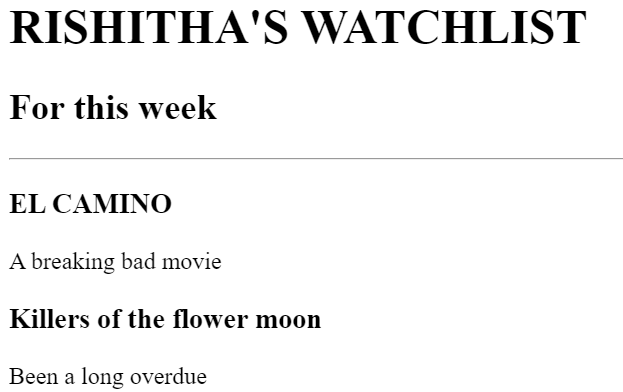 RISHITHA'S WATCHLIST
For this week
EL CAMINO
A breaking bad movie
Killers of the flower moon
Been a long overdue